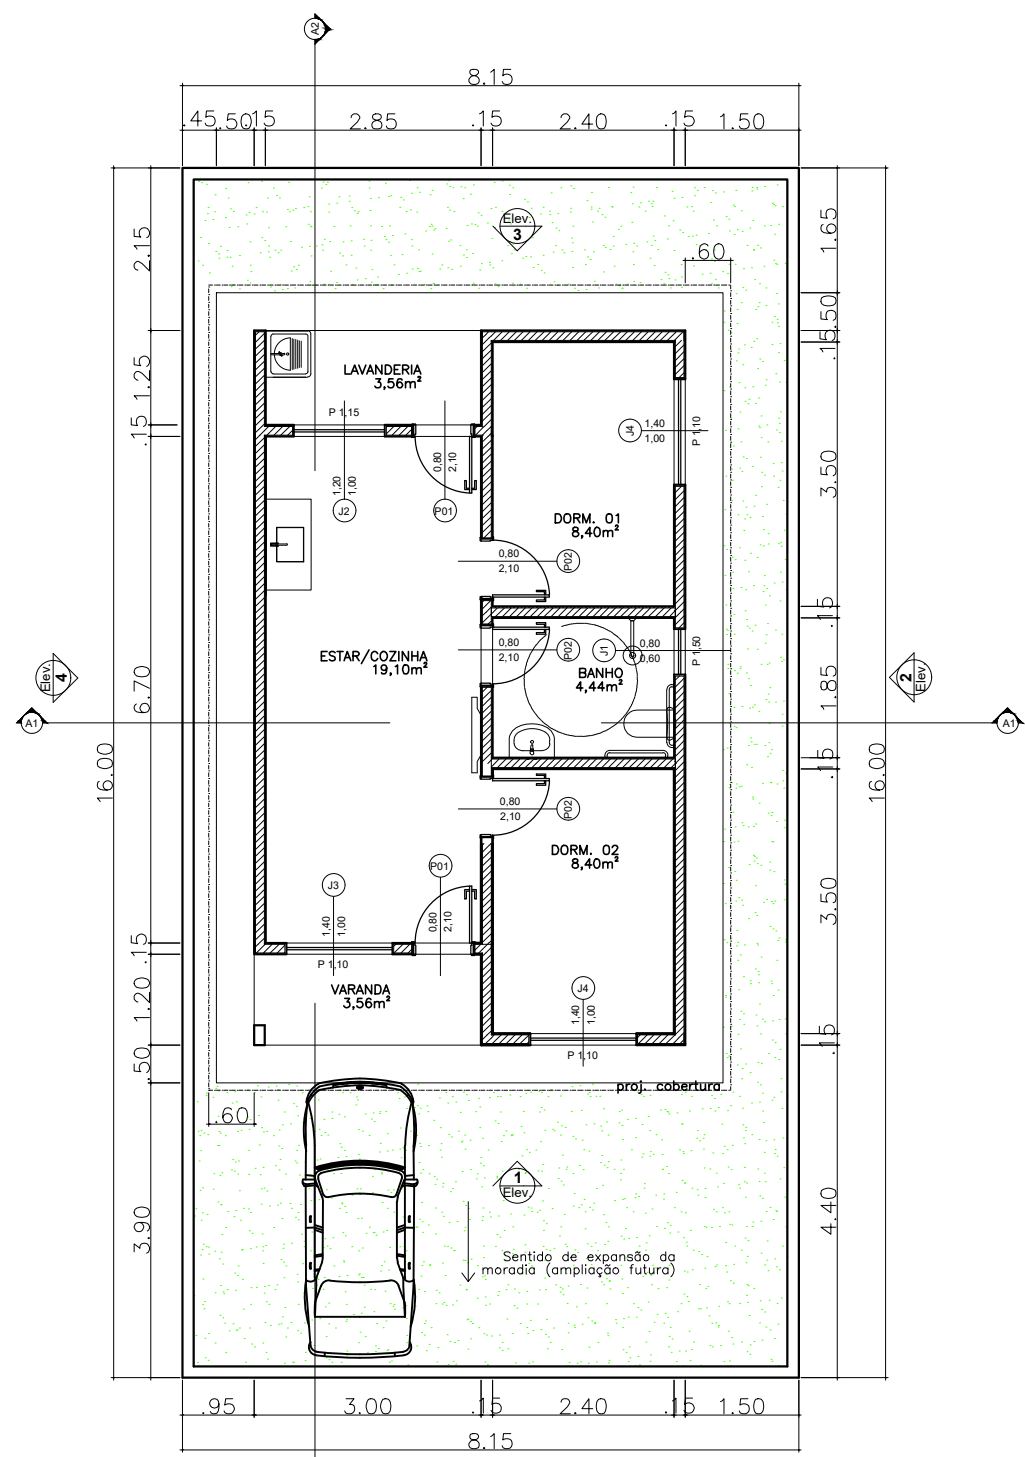 A2
8.15
.45
.50
.15
2.85
.15
2.40
.15
1.50
Elev.
3
.60
2.15
1.65
.50
.15
1.25
.15
LAVANDERIA
3,56m²
P 1,15
J4
1,40
1,00
P 1,10
3.50
0,80
2,10
1,20
1,00
J2
P01
DORM. 01
8,40m²
0,80
2,10
P02
.15
0,80
2,10
P02
J1
0,80
0,60
P 1,50
ESTAR/COZINHA
19,10m²
BANHO
4,44m²
Elev.
4
2
Elev
6.70
1.85
A1
A1
16.00
16.00
.15
0,80
2,10
P02
DORM. 02
8,40m²
P01
J3
1,40
1,00
0,80
2,10
3.50
.15
P 1,10
VARANDA
3,56m²
J4
1,40
1,00
1.20
.15
P 1,10
.50
proj. cobertura
.60
1
Elev.
4.40
3.90
Sentido de expansão da
moradia (ampliação futura)
.95
3.00
.15
2.40
.15
1.50
8.15